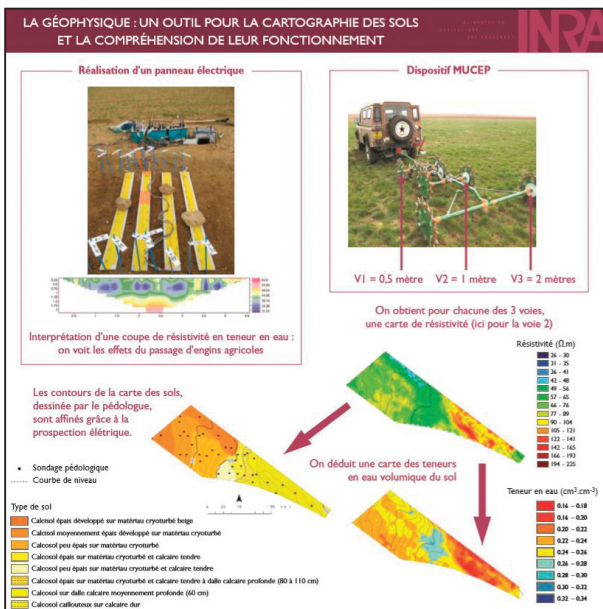 LA GÉOPHYSIQUE : UN OUTIL POUR LA CARTOGRAPHIE DES SOLS
ET LA COMPRÉHENSION DE LEUR FONCTIONNEMENT
INRA
Réalisation d'un panneau électrique
Interprétation d'une coupe de résistivité en teneur en eau :
on voit les effets du passage d'engins agricoles
Dispositif MUCEP
V1 = 0,5 mètre
V2 = 1 mètre
V3 = 2 mètres
On obtient pour chacune des 3 voies,
une carte de résistivité (ici pour la voie 2)
Résistivité (Ω.m)
26 - 30
31 - 35
36 - 41
42 - 48
49 - 56
57 - 65
66 - 76
77 - 89
90 - 104
105 - 121
122 - 141
142 - 165
166 - 193
194 - 225
Les contours de la carte des sols,
dessinée par le pédologue,
sont affinés grâce à la
prospection élétrique.
Sondage pédologique
Courbe de niveau
On déduit une carte des teneurs
en eau volumique du sol
Teneur en eau (cm³.cm-³)
0.16 - 0.18
0.16 - 0.20
0.20 - 0.22
0.22 - 0.24
0.24 - 0.26
0.26 - 0.28
0.28 - 0.30
0.30 - 0.32
0.32 - 0.34
Type de sol
Calcisol épais développé sur matériau cryoturbé beige
Calcisol moyennement épais développé sur matériau cryoturbé
Calcisol peu épais sur matériau cryoturbé
Calcisol épais sur matériau cryoturbé et calcaire tendre
Calcisol peu épais sur matériau cryoturbé et calcaire tendre
Calcisol épais sur matériau cryoturbé et calcaire tendre à dalle calcaire profonde (80 à 110 cm)
Calcisol sur dalle calcaire moyennement profonde (60 cm)
Calcosol caillouteux sur calcaire dur